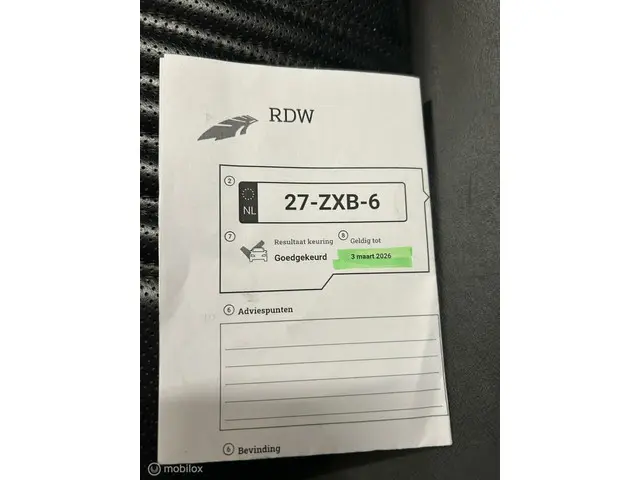 RDW
2
NL
27-ZXB-6
7 Resultaat keuring 8 Geldig tot
Goedgekeurd 3 maart 2026
6 Adviespunten
6 Bevinding
mobilox